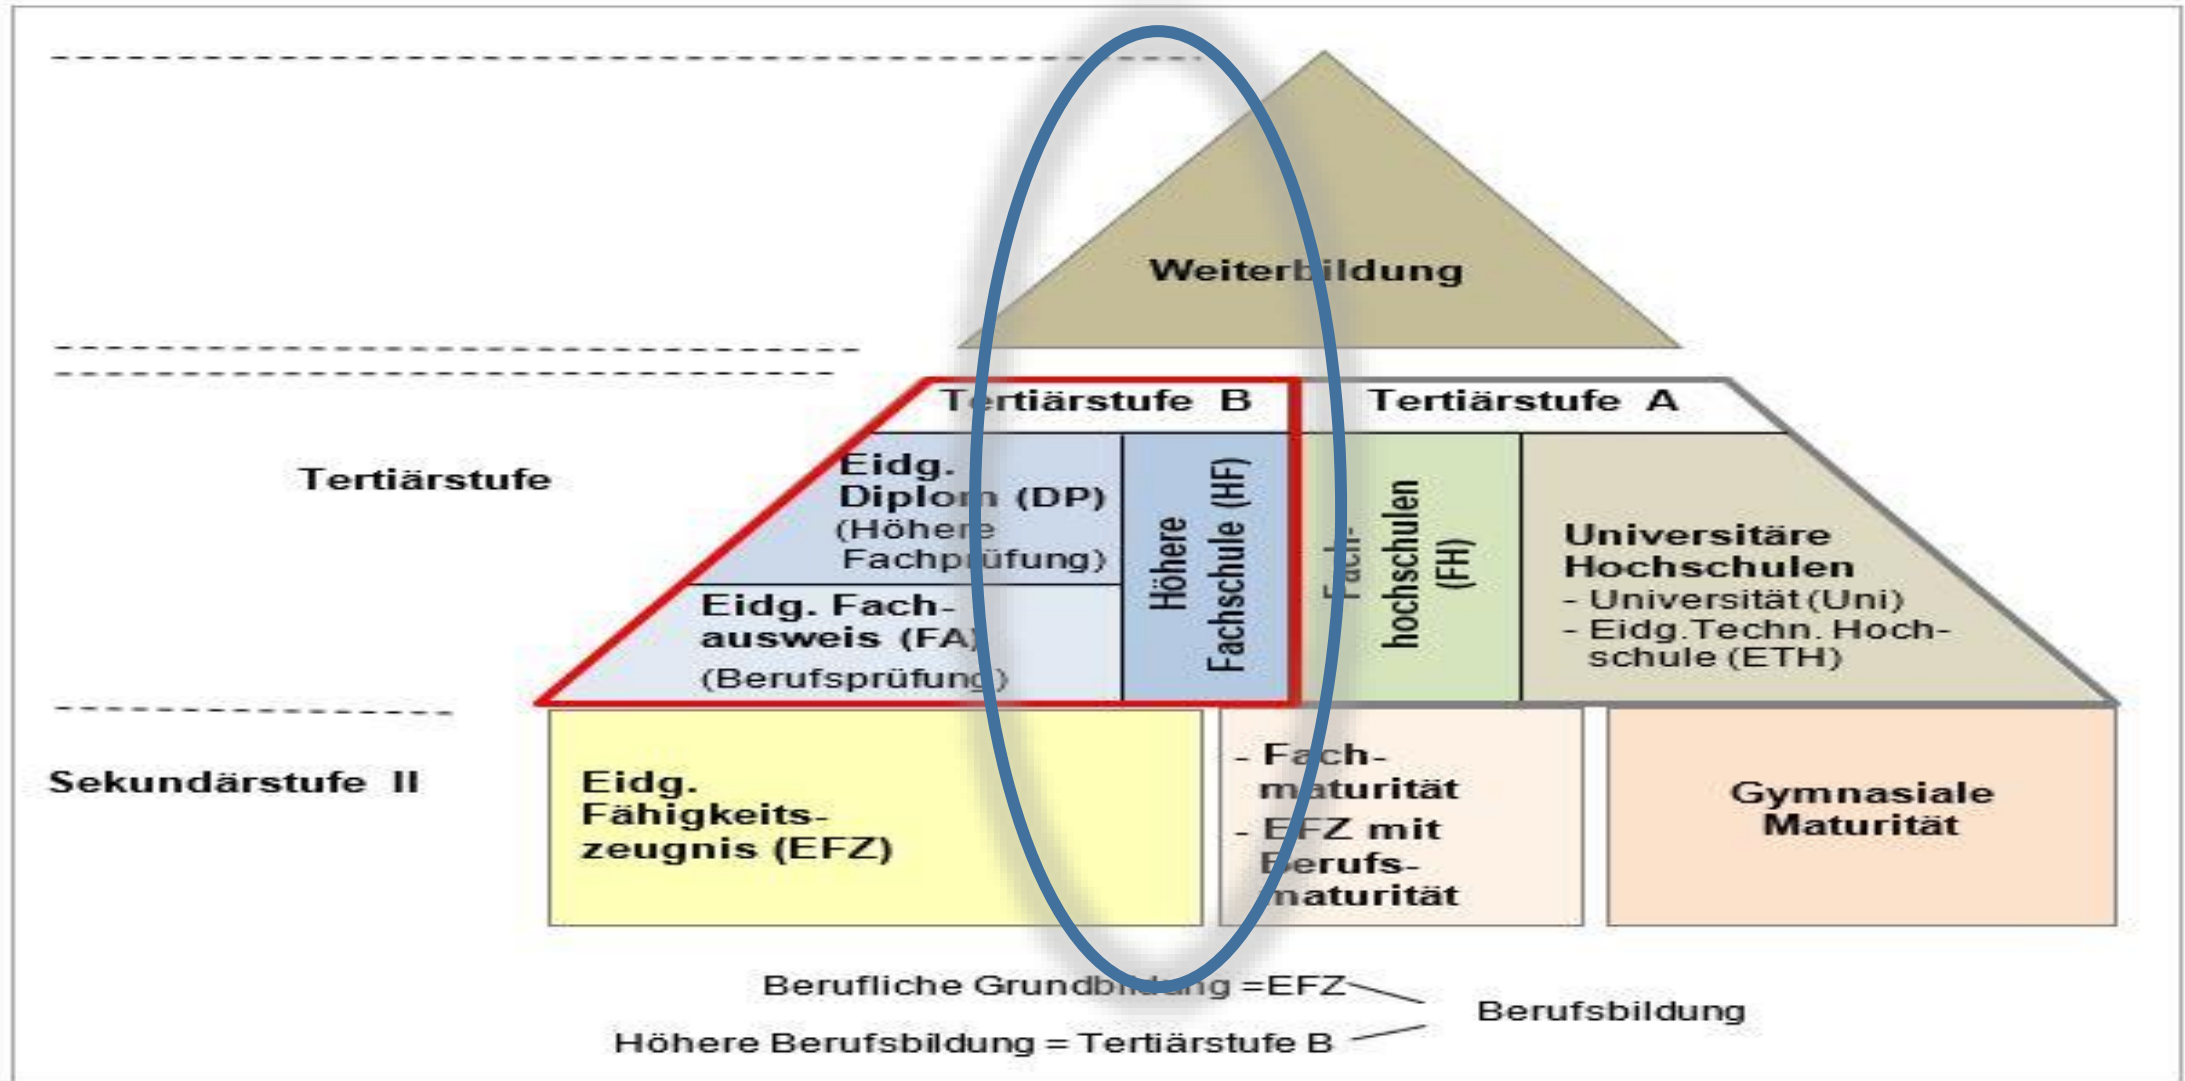 Weiterbildung
Tertiärstufe B
Tertiärstufe A
Tertiärstufe
Eidg.
Diplom (DP)
(Höhere
Fachprüfung)
Eidg. Fach-
ausweis (FA)
(Berufsprüfung)
Höhere
Fachschule (HF)
Fach-
hochschulen
(FH)
Universitäre
Hochschulen
- Universität (Uni)
- Eidg.Techn. Hoch-
schule (ETH)
Sekundärstufe II
Eidg.
Fähigkeits-
zeugnis (EFZ)
- Fach-
maturität
- EFZ mit
Berufs-
maturität
Gymnasiale
Maturität
Berufliche Grundbildung =EFZ
Höhere Berufsbildung = Tertiärstufe B
Berufsbildung